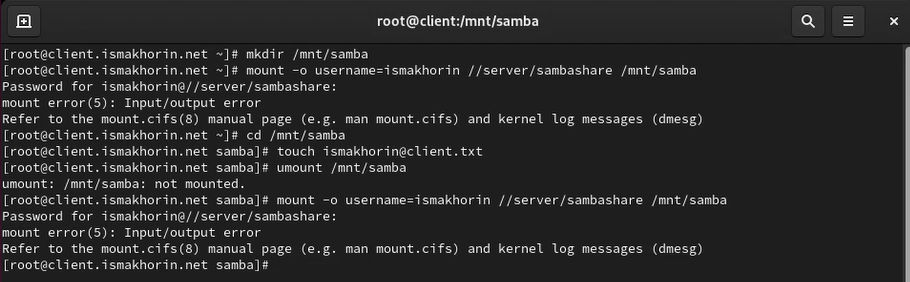 root@client:/mnt/samba
[root@client.ismakhorin.net ~]# mkdir /mnt/samba
[root@client.ismakhorin.net ~]# mount -o username=ismakhorin //server/sambashare /mnt/samba
Password for ismakhorin@//server/sambashare:
mount error(5): Input/output error
Refer to the mount.cifs(8) manual page (e.g. man mount.cifs) and kernel log messages (dmesg)
[root@client.ismakhorin.net ~]# cd /mnt/samba
[root@client.ismakhorin.net samba]# touch ismakhorin@client.txt
[root@client.ismakhorin.net samba]# umount /mnt/samba
umount: /mnt/samba: not mounted.
[root@client.ismakhorin.net samba]# mount -o username=ismakhorin //server/sambashare /mnt/samba
Password for ismakhorin@//server/sambashare:
mount error(5): Input/output error
Refer to the mount.cifs(8) manual page (e.g. man mount.cifs) and kernel log messages (dmesg)
[root@client.ismakhorin.net samba]#